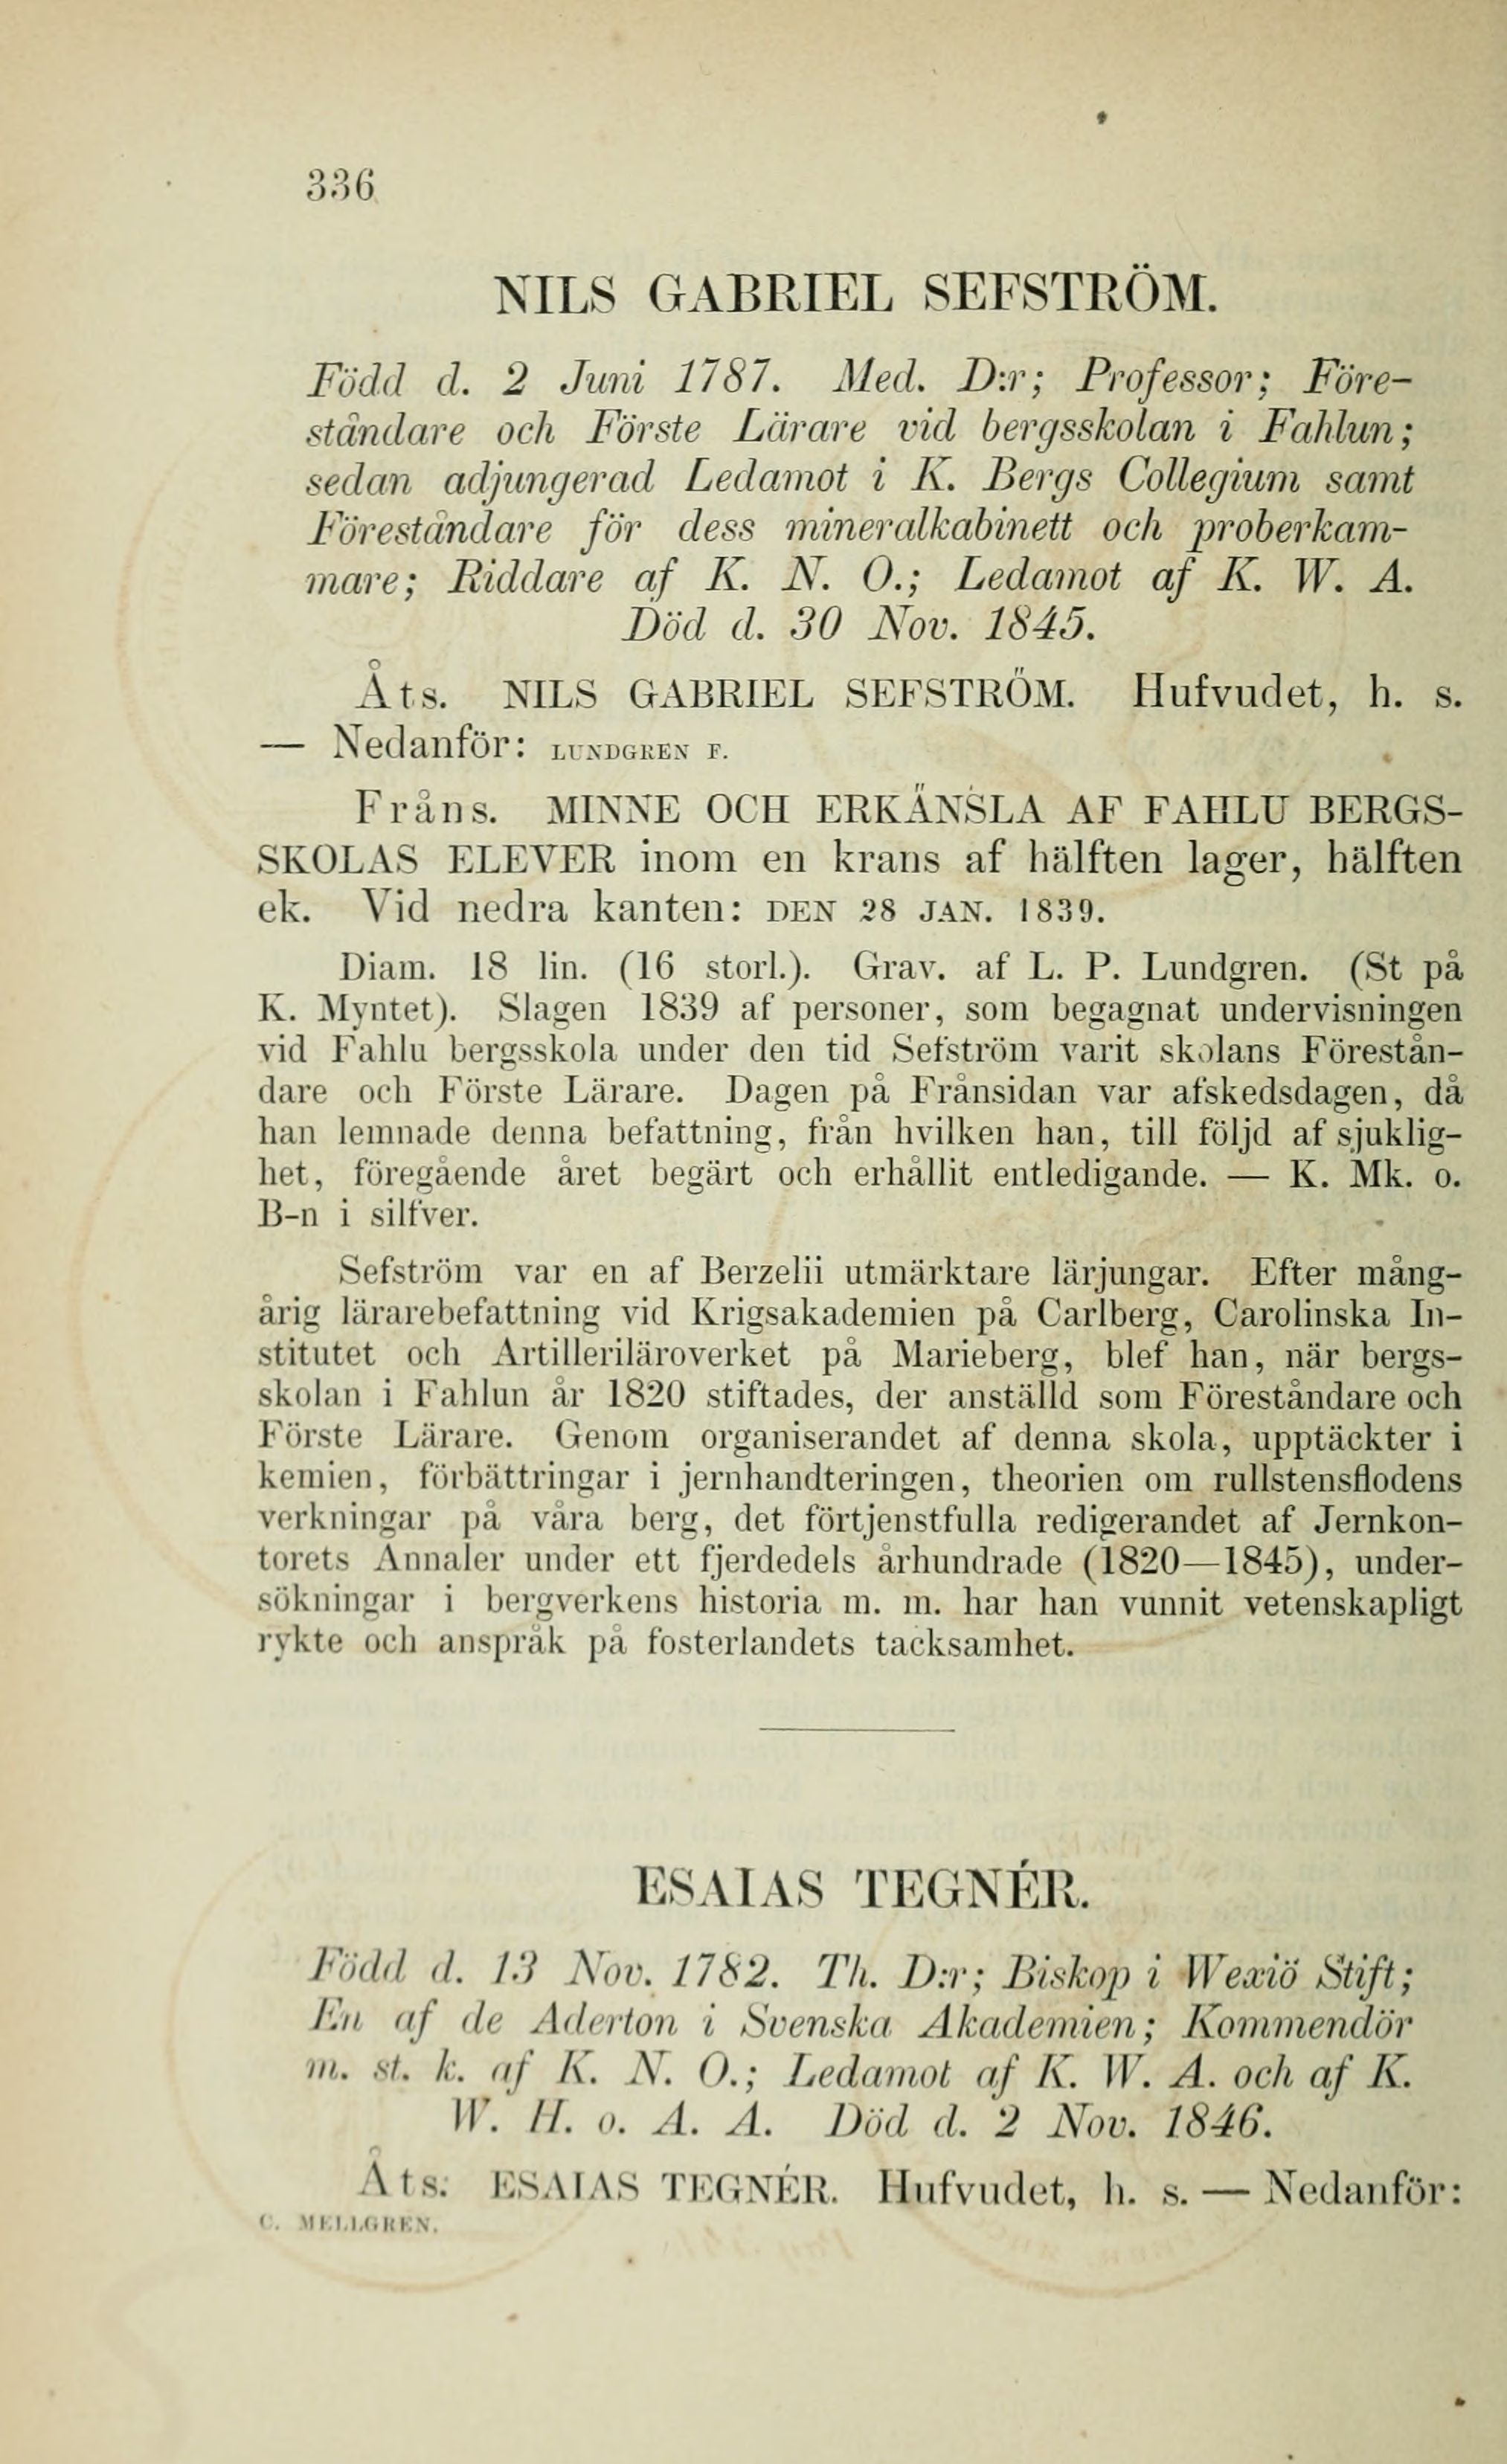 336
NILS GABRIEL SEFSTRÖM.
Född d. 2 Juni 1787. Med. D:r; Professor; Före-
ståndare och Förste Lärare vid bergsskolan i Fahlun;
sedan adjungerad Ledamot i K. Bergs Collegium samt
Föreståndare för dess mineralkabinett och proberkam-
mare; Riddare af K. N. O.; Ledamot af K. W. A.
Död d. 30 Nov. 1845.
Åts. NILS GABRIEL SEFSTRÖM. Hufvudet, h. s.
— Nedanför: LUNDGREN F.
Fråns. MINNE OCH ERKÄNSLA AF FAHLU BERGS-
SKOLAS ELEVER inom en krans af hälften lager, hälften
ek. Vid nedra kanten: DEN 28 JAN. 1839.
Diam. 18 lin. (16 storl.). Grav. af L. P. Lundgren. (St på
K. Myntet). Slagen 1839 af personer, som begagnat undervisningen
vid Fahlu bergsskola under den tid Sefström varit skolans Förestån-
dare och Förste Lärare. Dagen på Frånsidan var afskedsdagen, då
han lemnade denna befattning, från hvilken han, till följd af sjuklig-
het, föregående året begärt och erhållit entledigande. — K. Mk. o.
B-n i silfver.
Sefström var en af Berzelii utmärktare lärjungar. Efter mång-
årig lärarebefattning vid Krigsakademien på Carlberg, Carolinska In-
stitutet och Artilleriläroverket på Marieberg, blef han, när bergs-
skolan i Fahlun år 1820 stiftades, der anställd som Föreståndare och
Förste Lärare. Genom organiserandet af denna skola, upptäckter i
kemien, förbättringar i jernhandteringen, theorien om rullstensflodens
verkningar på våra berg, det förtjenstfulla redigerandet af Jernkon-
torets Annaler under ett fjerdedels århundrade (1820—1845), under-
sökningar i bergverkens historia m. m. har han vunnit vetenskapligt
rykte och anspråk på fosterlandets tacksamhet.
ESAIAS TEGNÉR.
Född d. 13 Nov. 1782. Th. D:r; Biskop i Wexiö Stift;
En af de Aderton i Svenska Akademien; Kommendör
m. st. k. af K. N. O.; Ledamot af K. W. A. och af K.
W. H. o. A. A. Död d. 2 Nov. 1846.
Åts: ESAIAS TEGNÉR. Hufvudet, h. s. — Nedanför:
C. MELLGREN.